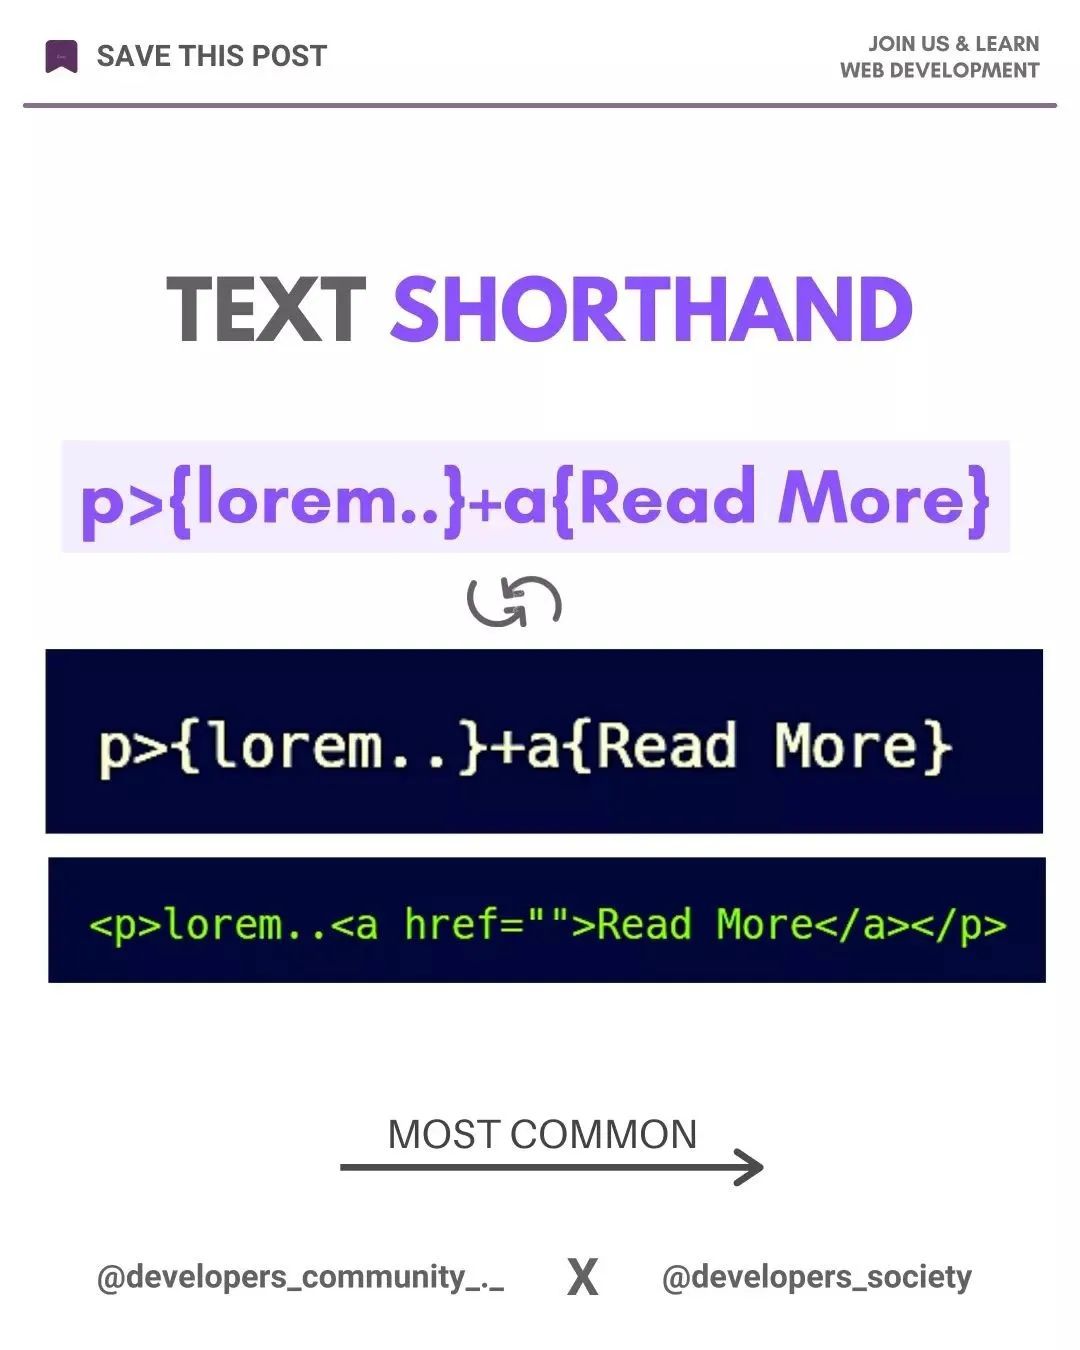 SAVE THIS POST
JOIN US & LEARN
WEB DEVELOPMENT
TEXT SHORTHAND
p>{lorem..}+a{Read More}
p>{lorem..}+a{Read More}
<p>lorem..<a href="">Read More</a></p>
MOST COMMON
@developers_community_._ X @developers_society